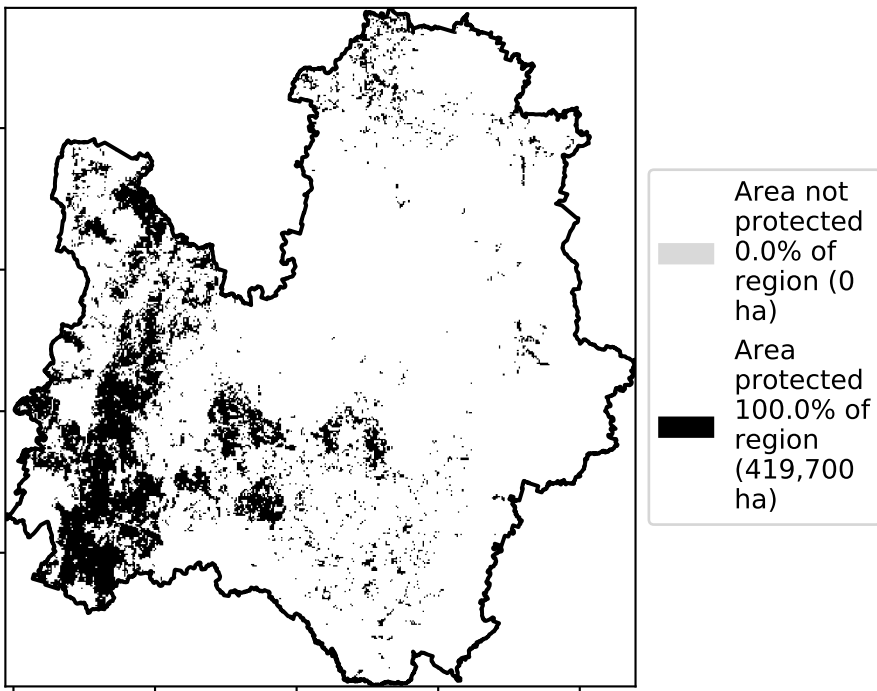 Area not
protected
0.0% of
region (0
ha)
Area
protected
100.0% of
region
(419,700
ha)